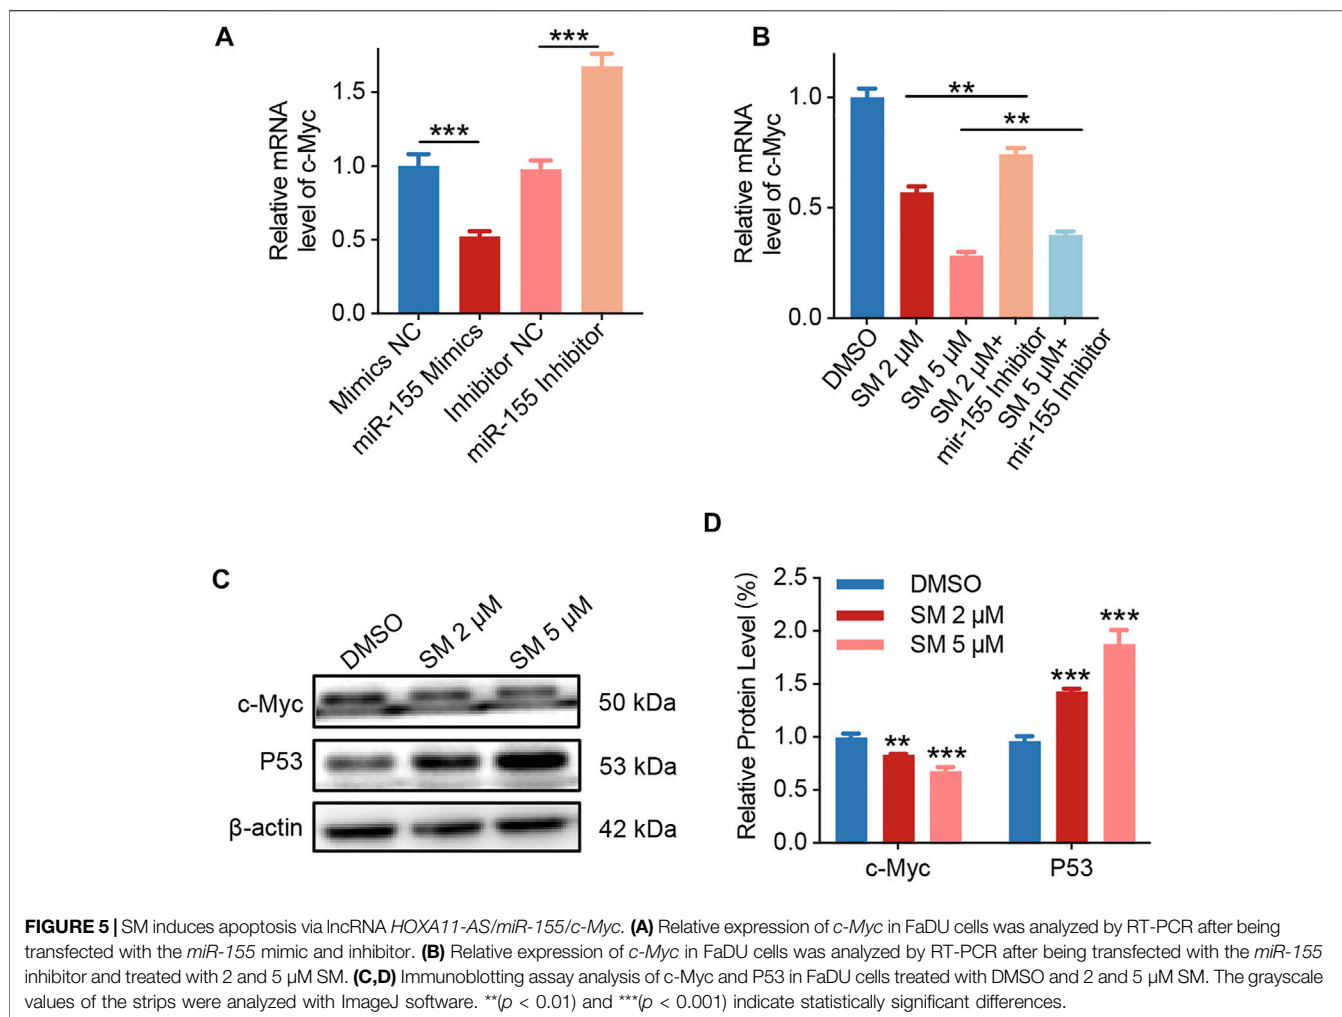 A
***
***
Relative mRNA
level of c-Myc
1.5
1.0
0.5
0.0
Mimics NC
miR-155 Mimics
Inhibitor NC
miR-155 Inhibitor
B
**
**
Relative mRNA
level of c-Myc
1.0
0.5
0.0
DMSO
SM 2 μM
SM 5 μM
SM 2 μM+
mir-155 Inhibitor
SM 5 μM+
mir-155 Inhibitor
C
DMSO
SM 2 μM
SM 5 μM
c-Myc
50 kDa
P53
53 kDa
β-actin
42 kDa
D
Relative Protein Level (%)
2.5
2.0
1.5
1.0
0.5
0.0
DMSO
SM 2 μM
SM 5 μM
**
***
***
***
c-Myc
P53
FIGURE 5 | SM induces apoptosis via lncRNA HOXA11-AS/miR-155/c-Myc. (A) Relative expression of c-Myc in FaDU cells was analyzed by RT-PCR after being
transfected with the miR-155 mimic and inhibitor. (B) Relative expression of c-Myc in FaDU cells was analyzed by RT-PCR after being transfected with the miR-155
inhibitor and treated with 2 and 5 μM SM. (C,D) Immunoblotting assay analysis of c-Myc and P53 in FaDU cells treated with DMSO and 2 and 5 μM SM. The grayscale
values of the strips were analyzed with ImageJ software. **(p < 0.01) and ***(p < 0.001) indicate statistically significant differences.